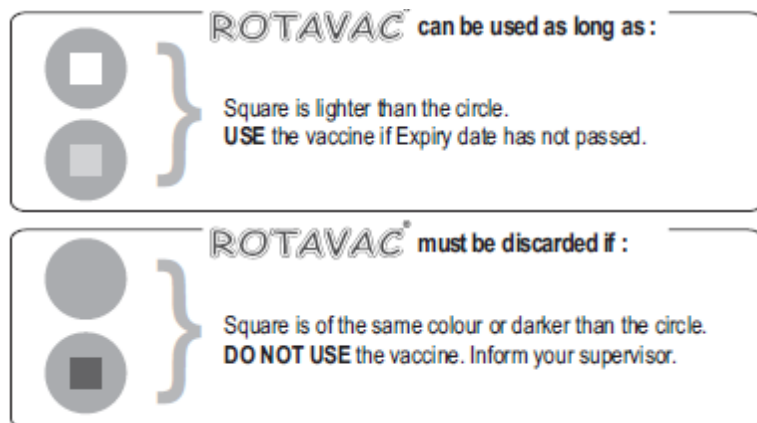 ROTAVAC® can be used as long as :
Square is lighter than the circle.
USE the vaccine if Expiry date has not passed.
ROTAVAC® must be discarded if :
Square is of the same colour or darker than the circle.
DO NOT USE the vaccine. Inform your supervisor.